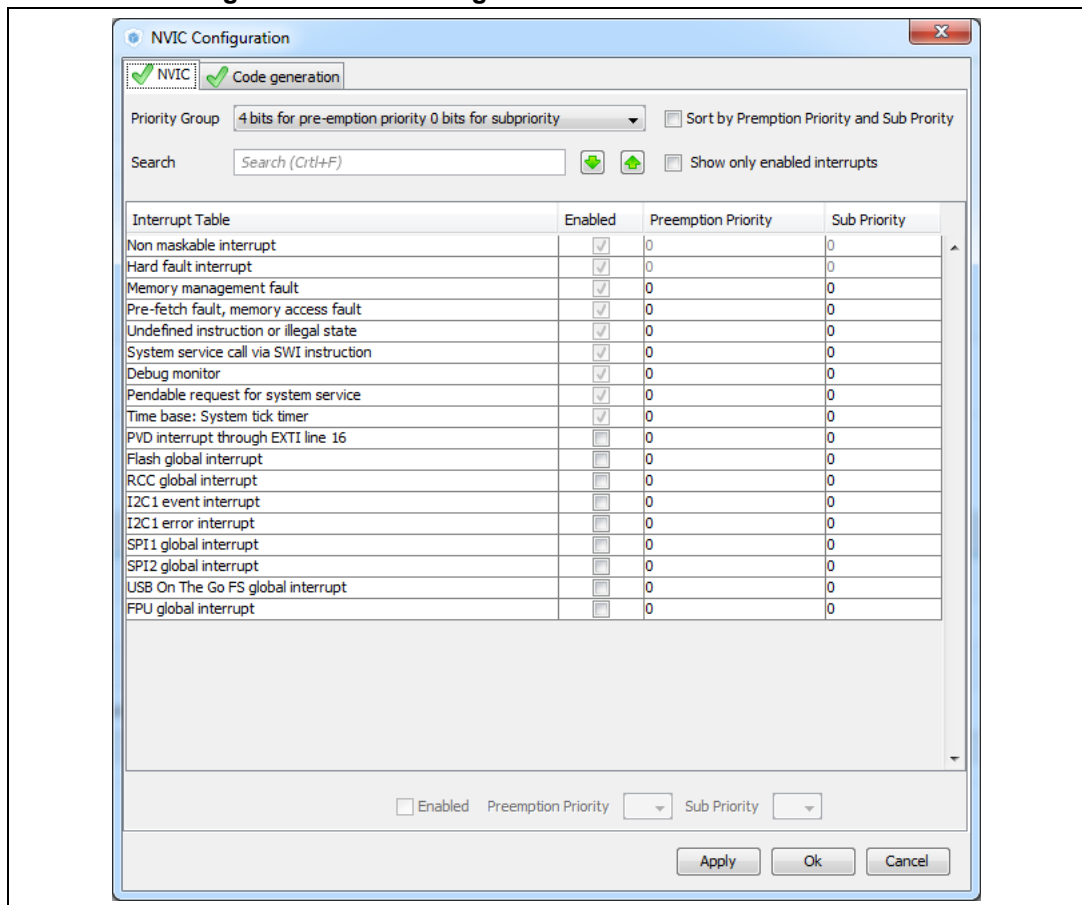 NVIC Configuration
NVIC Code generation
Priority Group 4 bits for pre-emption priority 0 bits for subpriority Sort by Premption Priority and Sub Prority
Search Search (Crtl+F) Show only enabled interrupts
Interrupt Table Enabled Preemption Priority Sub Priority
Non maskable interrupt 0 0
Hard fault interrupt 0 0
Memory management fault 0 0
Pre-fetch fault, memory access fault 0 0
Undefined instruction or illegal state 0 0
System service call via SWI instruction 0 0
Debug monitor 0 0
Pendable request for system service 0 0
Time base: System tick timer 0 0
PVD interrupt through EXTI line 16 0 0
Flash global interrupt 0 0
RCC global interrupt 0 0
I2C1 event interrupt 0 0
I2C1 error interrupt 0 0
SPI1 global interrupt 0 0
SPI2 global interrupt 0 0
USB On The Go FS global interrupt 0 0
FPU global interrupt 0 0
Enabled Preemption Priority Sub Priority
Apply Ok Cancel